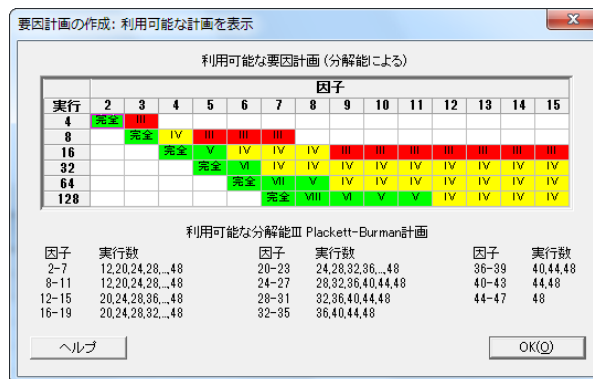 要因計画の作成: 利用可能な計画を表示
利用可能な要因計画 (分解能による)
因子
実行 2 3 4 5 6 7 8 9 10 11 12 13 14 15
4 完全 III
8 完全 IV III III III
16 完全 V IV IV IV III III III III III III III
32 完全 VI IV IV IV IV IV IV IV IV IV
64 完全 VII V IV IV IV IV IV IV IV
128 完全 VIII VI V V IV IV IV IV
利用可能な分解能III Plackett-Burman計画
因子 実行数 因子 実行数 因子 実行数
2-7 12,20,24,28,...,48 20-23 24,28,32,36,...,48 36-39 40,44,48
8-11 12,20,24,28,...,48 24-27 28,32,36,40,44,48 40-43 44,48
12-15 20,24,28,36,...,48 28-31 32,36,40,44,48 44-47 48
16-19 20,24,28,32,...,48 32-35 36,40,44,48
ヘルプ OK(O)